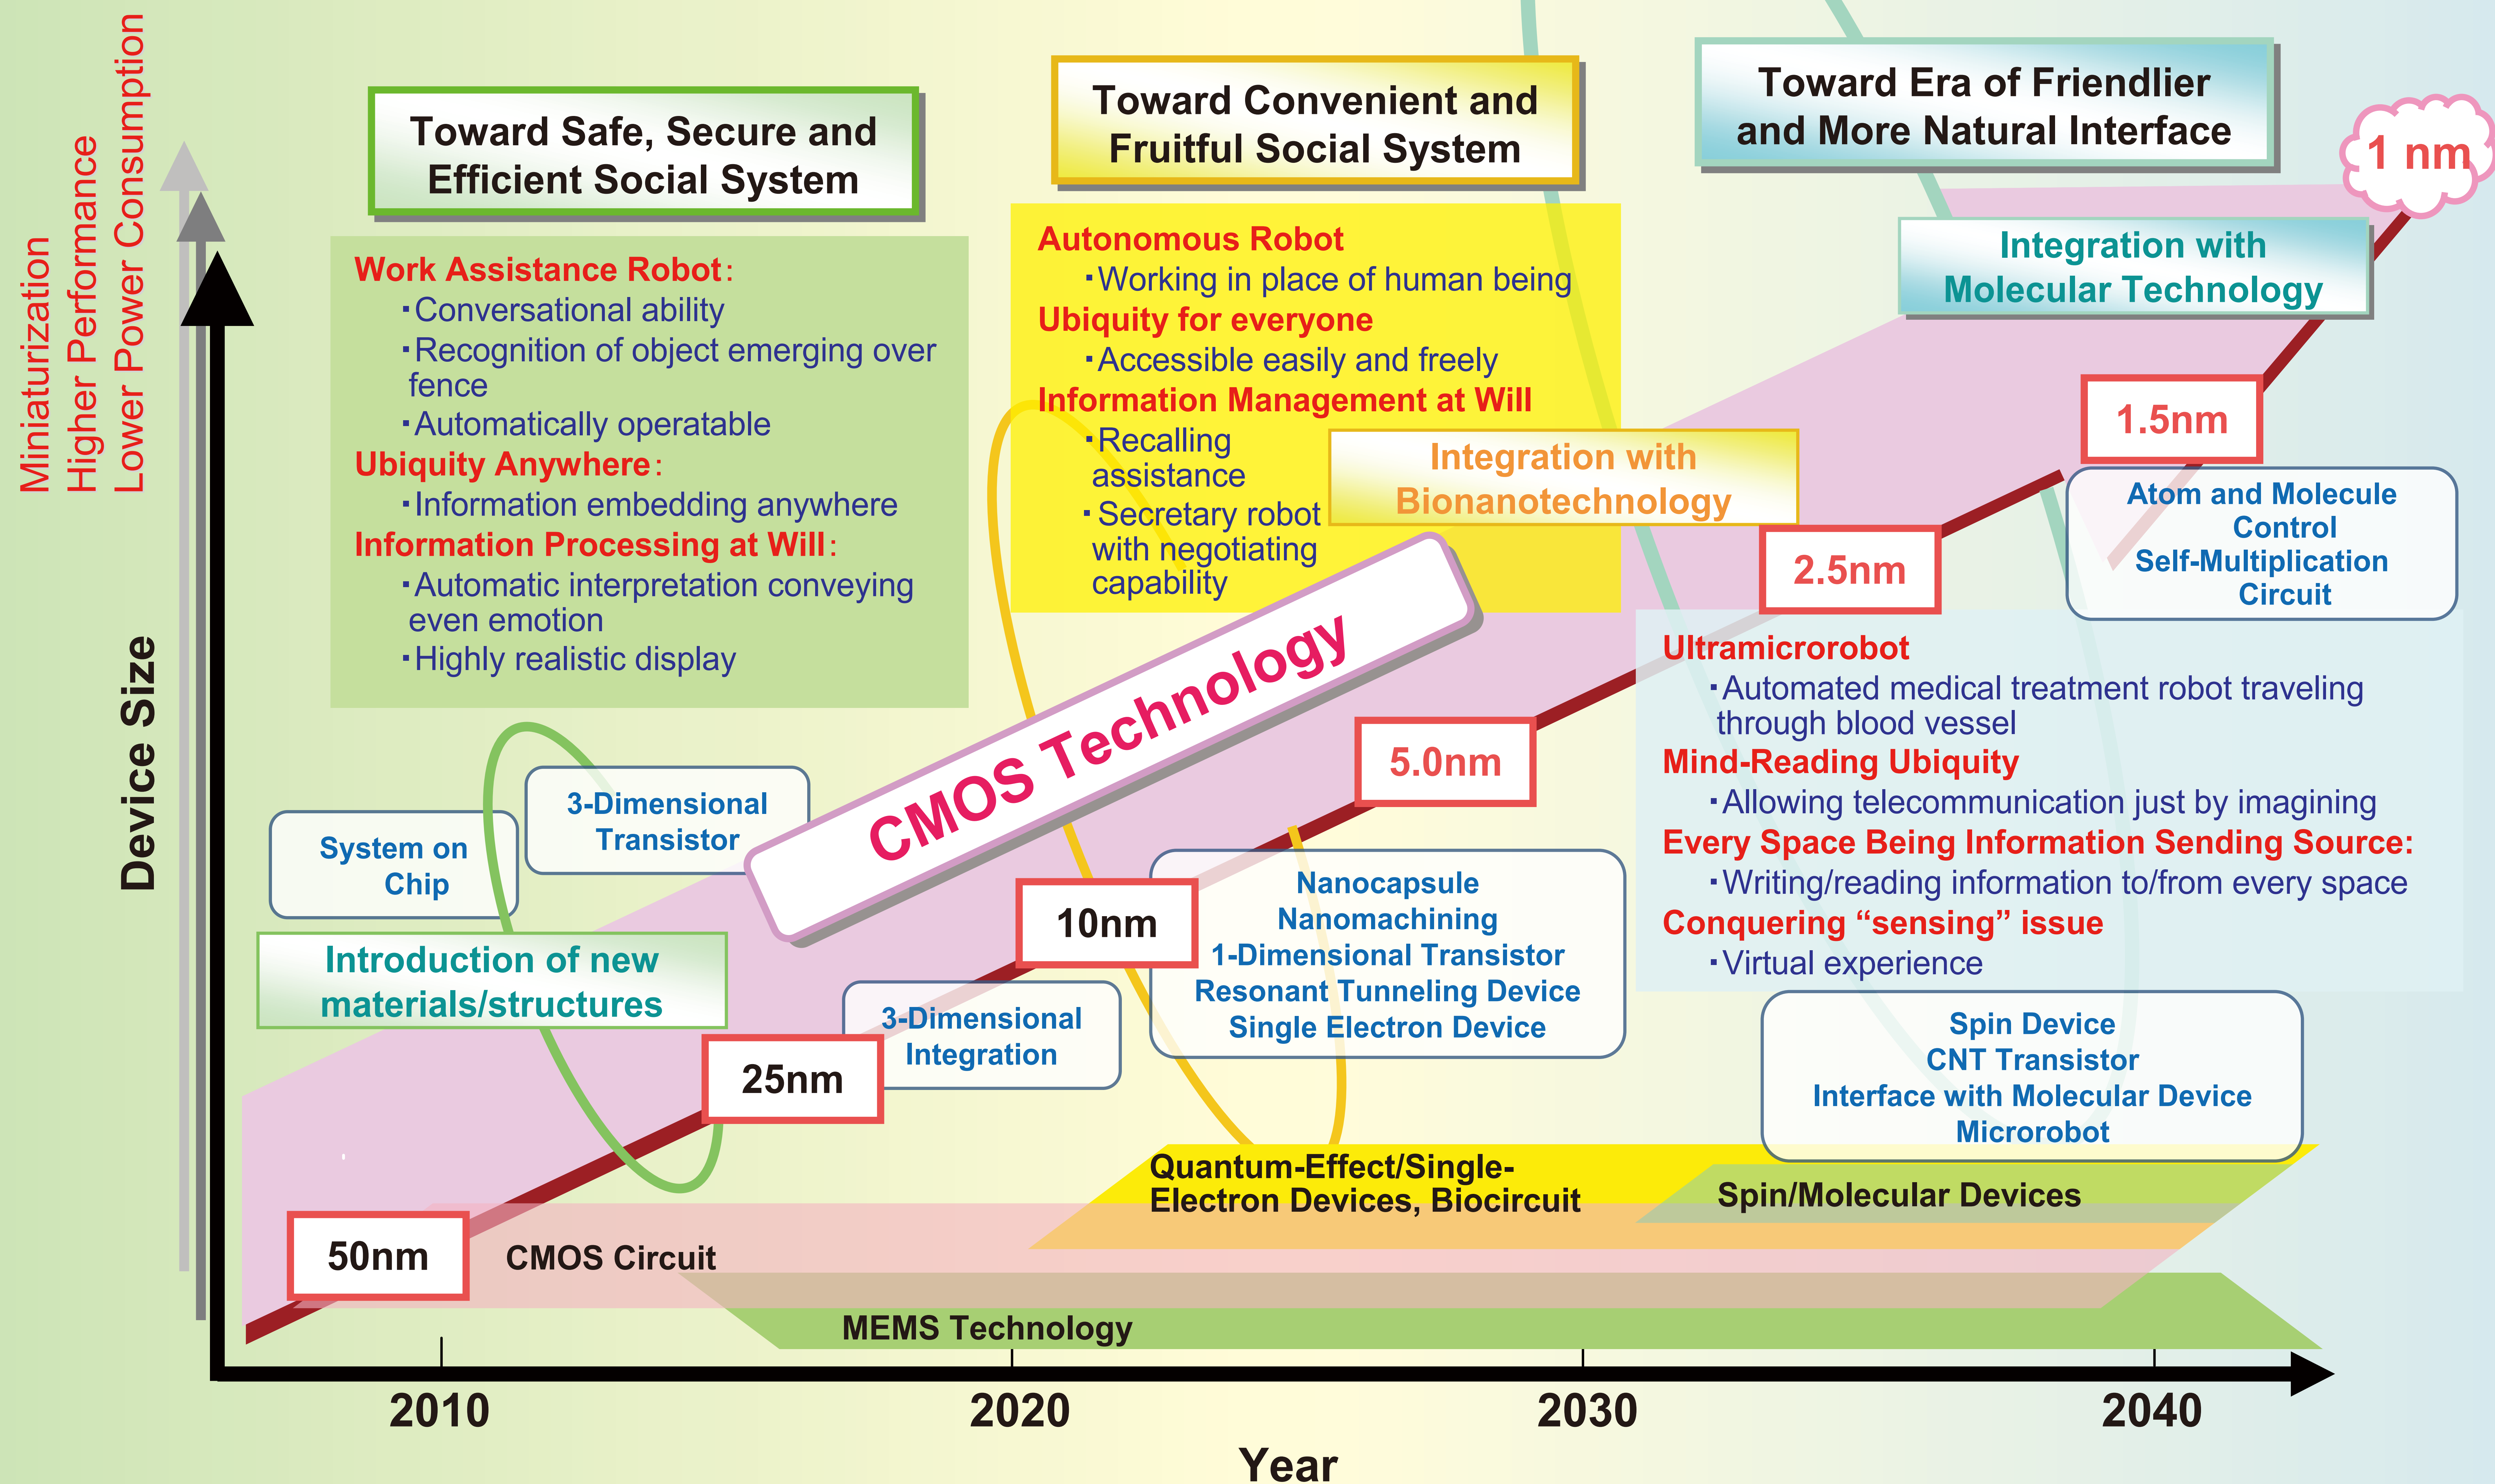 Miniaturization
Higher Performance
Lower Power Consumption
Device Size
Toward Safe, Secure and
Efficient Social System
Work Assistance Robot:
・Conversational ability
・Recognition of object emerging over
fence
・Automatically operatable
Ubiquity Anywhere:
・Information embedding anywhere
Information Processing at Will:
・Automatic interpretation conveying
even emotion
・Highly realistic display
Toward Convenient and
Fruitful Social System
Autonomous Robot
・Working in place of human being
Ubiquity for everyone
・Accessible easily and freely
Information Management at Will
・Recalling
assistance
・Secretary robot
with negotiating
capability
Integration with
Bionanotechnology
Toward Era of Friendlier
and More Natural Interface
1 nm
Integration with
Molecular Technology
1.5nm
Atom and Molecule
Control
Self-Multiplication
Circuit
2.5nm
Ultramicrorobot
・Automated medical treatment robot traveling
through blood vessel
Mind-Reading Ubiquity
・Allowing telecommunication just by imagining
Every Space Being Information Sending Source:
・Writing/reading information to/from every space
Conquering “sensing” issue
・Virtual experience
CMOS Technology
5.0nm
System on
Chip
3-Dimensional
Transistor
Introduction of new
materials/structures
10nm
Nanocapsule
Nanomachining
1-Dimensional Transistor
Resonant Tunneling Device
Single Electron Device
3-Dimensional
Integration
25nm
Spin Device
CNT Transistor
Interface with Molecular Device
Microrobot
Quantum-Effect/Single-
Electron Devices, Biocircuit
Spin/Molecular Devices
50nm
CMOS Circuit
MEMS Technology
2010
2020
2030
2040
Year